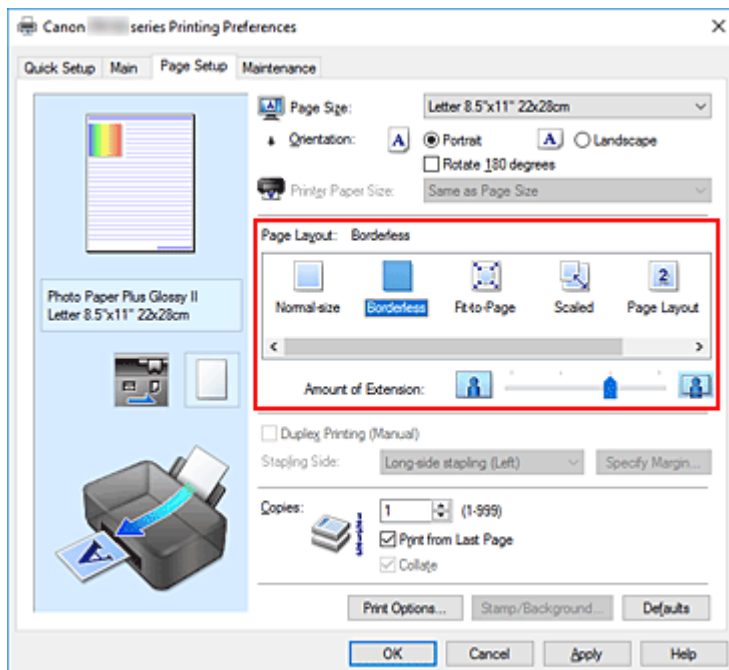 Canon series Printing Preferences
Quick Setup Main Page Setup Maintenance
Page Size: Letter 8.5"x11" 22x28cm
Orientation: A Portrait A Landscape
Rotate 180 degrees
Printer Paper Size: Same as Page Size
Page Layout: Borderless
Normal-size Borderless Fit-to-Page Scaled Page Layout
Amount of Extension:
Photo Paper Plus Glossy II
Letter 8.5"x11" 22x28cm
Duplex Printing (Manual)
Stapling Side: Long-side stapling (Left) Specify Margin...
Copies: 1 (1-999)
Print from Last Page
Collate
Print Options... Stamp/Background... Defaults
OK Cancel Apply Help